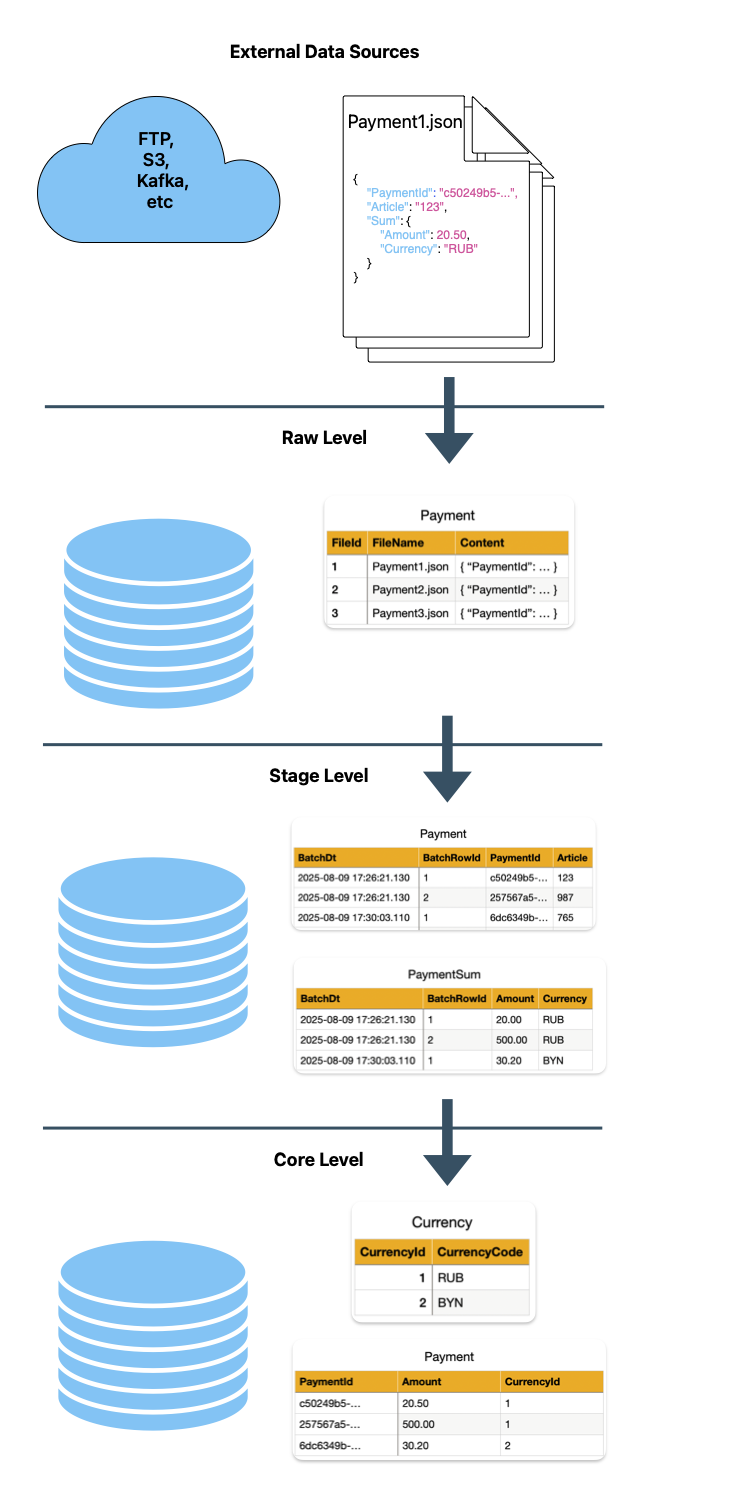 External Data Sources
FTP,
S3,
Kafka,
etc
Payment1.json
{
"PaymentId": "c50249b5-...",
"Article": "123",
"Sum": {
"Amount": 20.50,
"Currency": "RUB"
}
}
Raw Level
Payment
FileId FileName Content
1 Payment1.json { “PaymentId": ... }
2 Payment2.json { “PaymentId": ... }
3 Payment3.json { “PaymentId": ... }
Stage Level
Payment
BatchDt BatchRowId PaymentId Article
2025-08-09 17:26:21.130 1 c50249b5-... 123
2025-08-09 17:26:21.130 2 257567a5-... 987
2025-08-09 17:30:03.110 1 6dc6349b-... 765
PaymentSum
BatchDt BatchRowId Amount Currency
2025-08-09 17:26:21.130 1 20.00 RUB
2025-08-09 17:26:21.130 2 500.00 RUB
2025-08-09 17:30:03.110 1 30.20 BYN
Core Level
Currency
CurrencyId CurrencyCode
1 RUB
2 BYN
Payment
PaymentId Amount CurrencyId
c50249b5-... 20.50 1
257567a5-... 500.00 1
6dc6349b-... 30.20 2